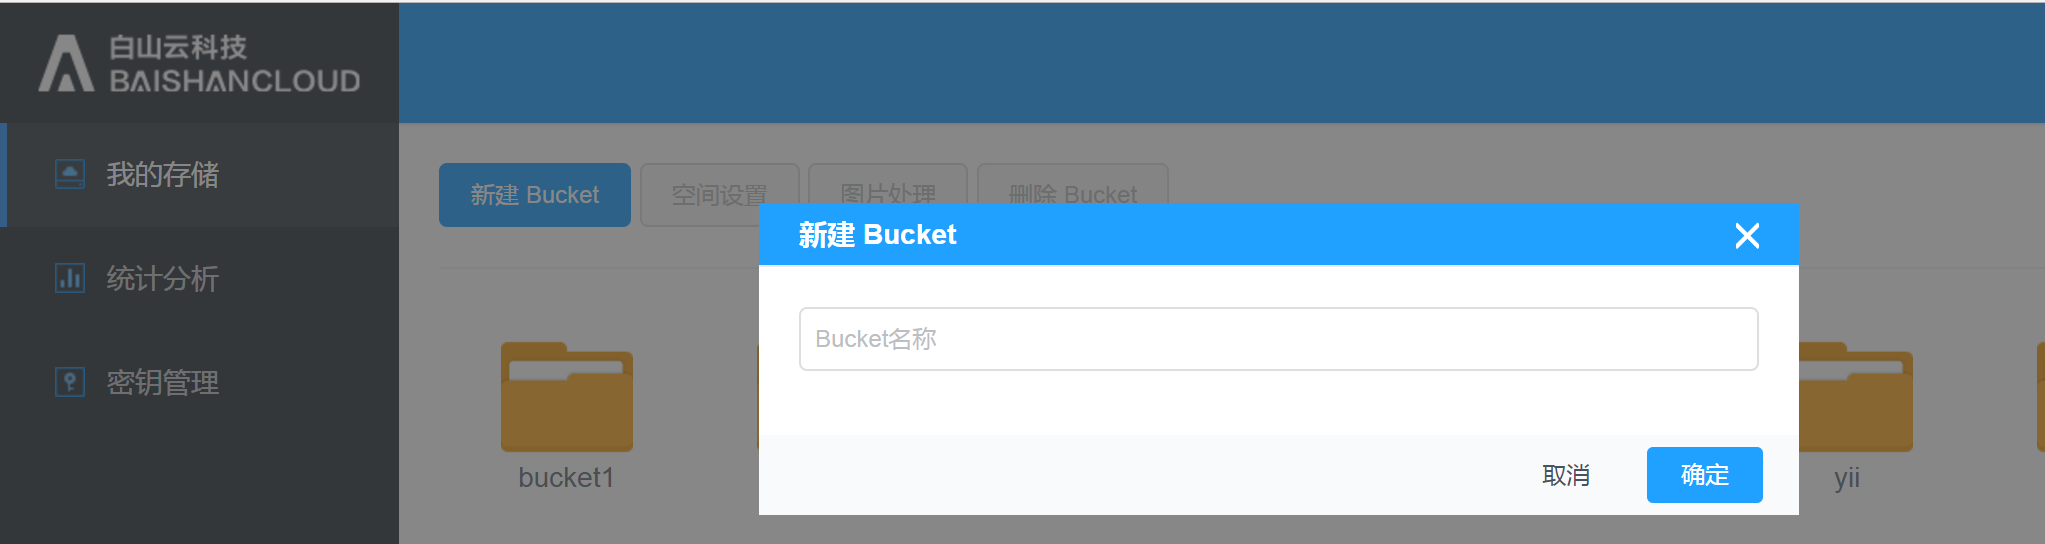 白山云科技
BAISHANCLOUD
我的存储
统计分析
密钥管理
新建 Bucket
空间设置
图片处理
删除 Bucket
新建 Bucket
Bucket名称
取消
确定
bucket1
yii